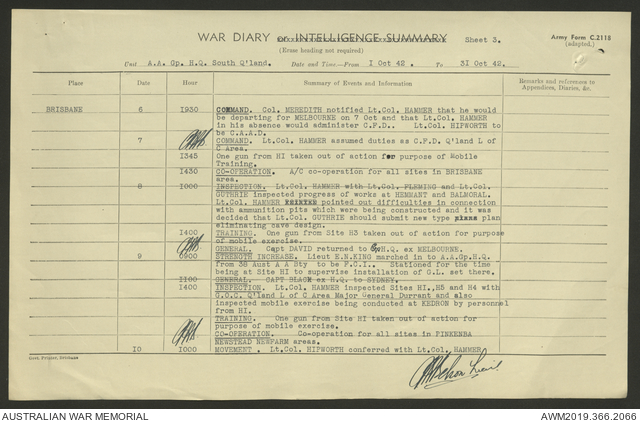 WAR DIARY or INTELLIGENCE SUMMARY Sheet 3. Army Form C.2118
(Erase heading not required) (adapted.)
Unit A.A. Gp. H.Q. South Q'land. Date and Time—From I Oct 42. To 3I Oct 42.
Place Date Hour Summary of Events and Information Remarks and references to
Appendices, Diaries, &c.
BRISBANE 6 I930 COMMAND. Col. MEREDITH notified Lt.Col. HAMMER that he would
be departing for MELBOURNE on 7 Oct and that Lt.Col. HAMMER
in his absence would administer C.F.D.. Lt.Col. HIPWORTH to
be C.A.A.D.
7 COMMAND. Lt.Col. HAMMER assumed duties as C.F.D. Q'land L of
C Area.
I345 One gun from HI taken out of action for purpose of Mobile
Training.
I430 CO-OPERATION. A/C co-operation for all sites in BRISBANE
area.
8 I000 INSPECTION. Lt.Col. HAMMER with Lt.Col. FLEMING and Lt.Col.
GUTHRIE inspected progress of works at HEMMANT and BALMORAL.
Lt.Col. HAMMER pointed out difficulties in connection
with ammunition pits which were being constructed and it was
decided that Lt.Col. GUTHRIE should submit new type plan
eliminating cave design.
I400 TRAINING. One gun from Site H3 taken out of action for purpose
of mobile exercise.
GENERAL. Capt DAVID returned to Gp H.Q. ex MELBOURNE.
9 0900 STRENGTH INCREASE. Lieut E.N.KING marched in to A.A.Gp.H.Q.
from 38 Aust A A Bty to be F.C.I.. Stationed for the time
being at Site HI to supervise installation of G.L. set there.
II00 GENERAL. CAPT BLACK ex H.Q. to SYDNEY.
I400 INSPECTION. Lt.Col. HAMMER inspected Sites HI,H5 and H4 with
G.O.C. Q'land L of C Area Major General Durrant and also
inspected mobile exercise being conducted at KEDRON by personnel
from HI.
TRAINING. One gun from Site HI taken out of action for
purpose of mobile exercise.
CO-OPERATION. Co-operation for all sites in PINKENBA
NEWSTEAD NEWFARM areas.
IO I000 MOVEMENT. Lt.Col. HIPWORTH conferred with Lt.Col. HAMMER
Govt. Printer, Brisbane
AUSTRALIAN WAR MEMORIAL AWM2019.366.2066